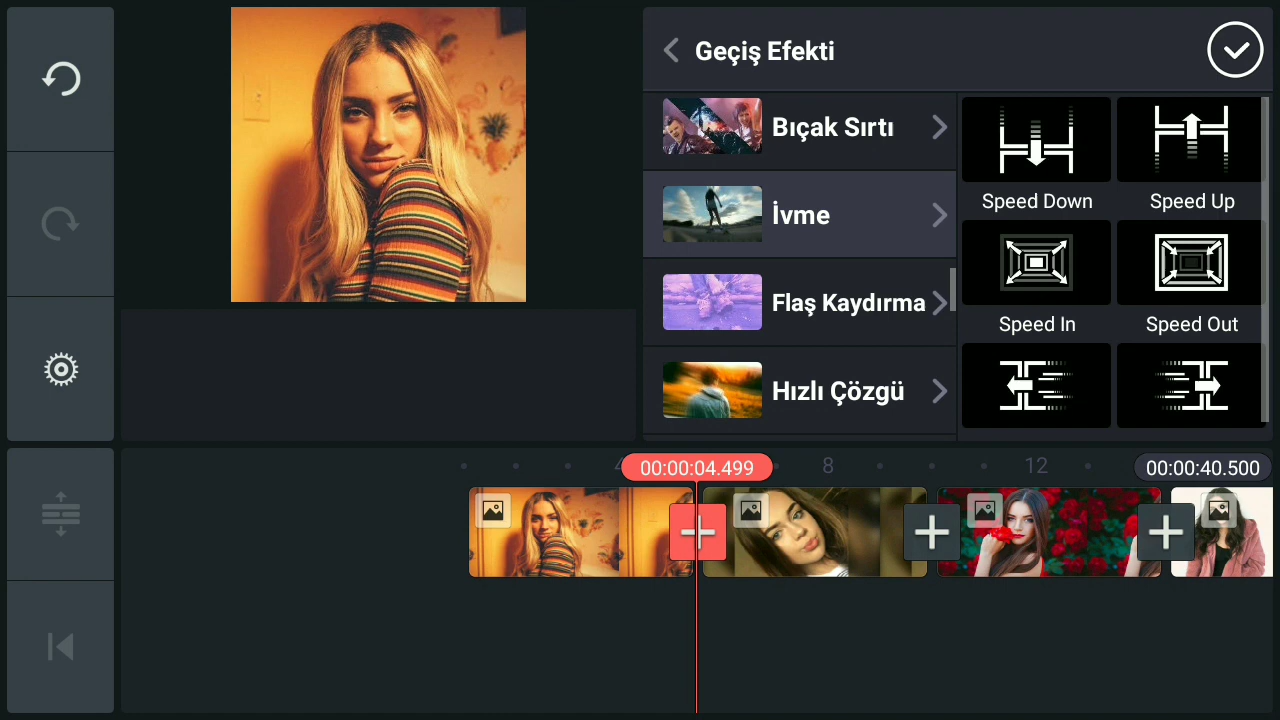 Geçiş Efekti
Bıçak Sırtı
İvme
Flaş Kaydırma
Hızlı Çözgü
Speed Down
Speed Up
Speed In
Speed Out
4
00:00:04.499
8
12
00:00:40.500